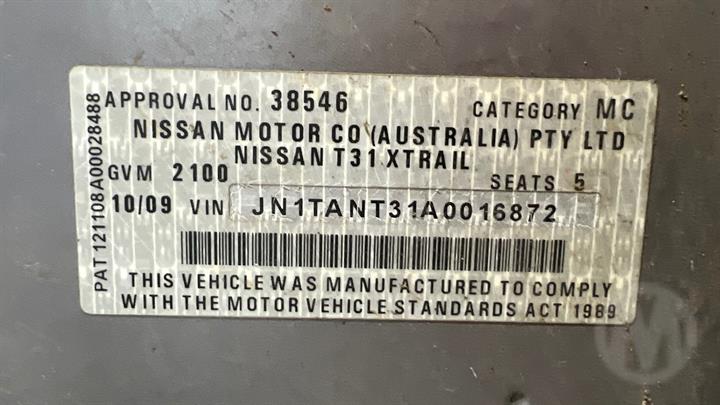 PAT 121108A00028488
APPROVAL NO. 38546 CATEGORY MC
NISSAN MOTOR CO (AUSTRALIA) PTY LTD
NISSAN T31 XTRAIL
GVM 2100 SEATS 5
10/09 VIN JN1TANT31A0016872
THIS VEHICLE WAS MANUFACTURED TO COMPLY
WITH THE MOTOR VEHICLE STANDARDS ACT 1989
M